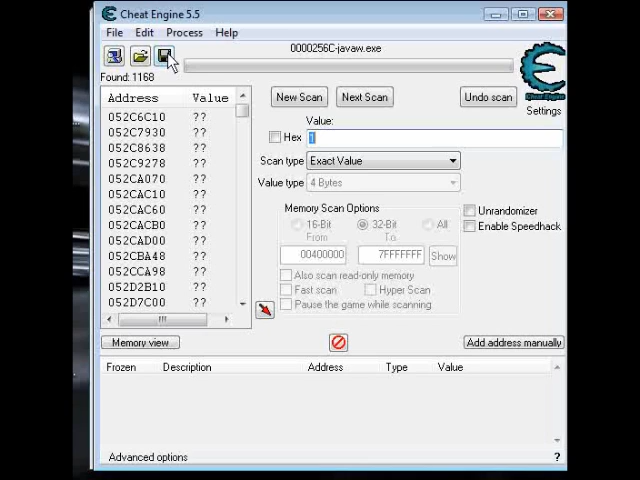 Cheat Engine 5.5
File Edit Process Help
0000256C-javaw.exe
Found: 1168
Address Value
052C6C10 ??
052C7930 ??
052C8638 ??
052C9278 ??
052CA070 ??
052CAC10 ??
052CAC60 ??
052CACB0 ??
052CAD00 ??
052CBA48 ??
052CCA98 ??
052D2B10 ??
052D7C00 ??
Memory view
New Scan Next Scan Undo scan
Cheat Engine
Settings
Value:
Hex 1
Scan type Exact Value
Value type 4 Bytes
Memory Scan Options
16-Bit 32-Bit All
From To
00400000 7FFFFFFF Show
Also scan read-only memory
Fast scan Hyper Scan
Pause the game while scanning
Unrandomizer
Enable Speedhack
Add address manually
Frozen Description Address Type Value
Advanced options ?